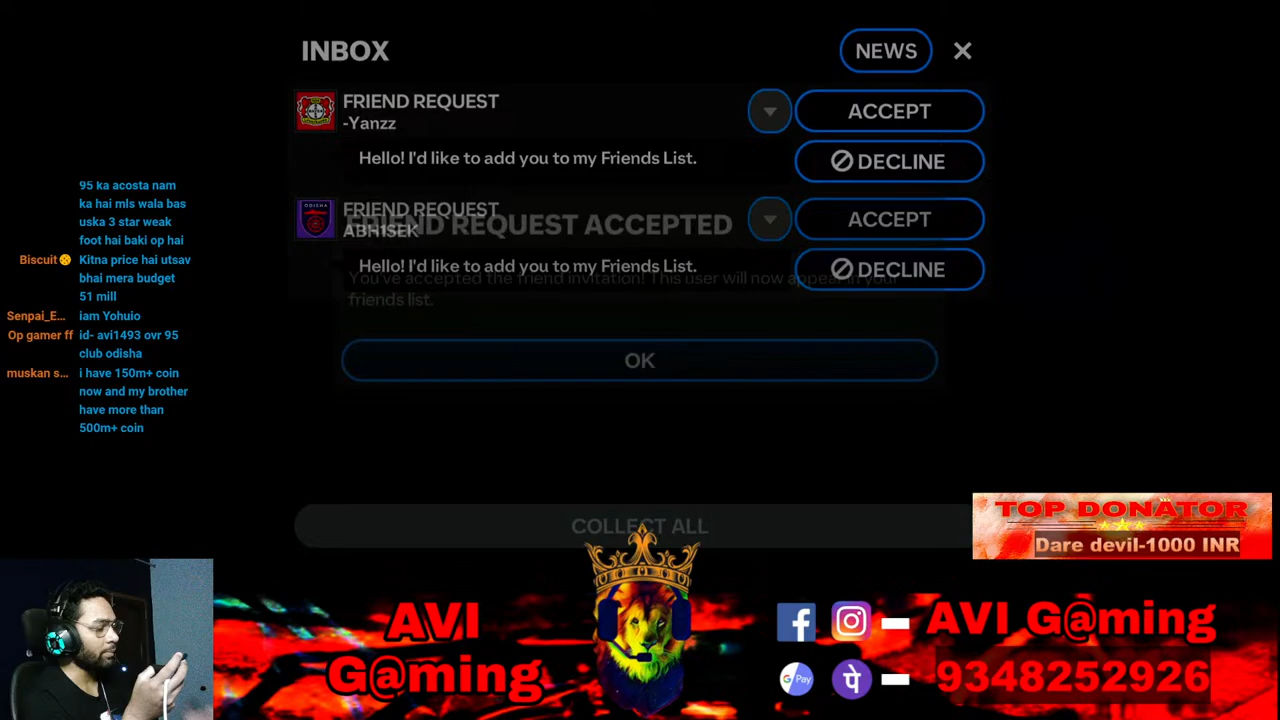 INBOX
NEWS
FRIEND REQUEST
-Yanzz
ACCEPT
Hello! I'd like to add you to my Friends List.
DECLINE
FRIEND REQUEST
ABH1SEK
ACCEPT
Hello! I'd like to add you to my Friends List.
DECLINE
FRIEND REQUEST ACCEPTED
You've accepted the friend invitation! This user will now appear in your
friends list.
OK
COLLECT ALL
95 ka acosta nam
ka hai mls wala bas
uska 3 star weak
foot hai baki op hai
Biscuit Kitna price hai utsav
bhai mera budget
51 mill
Senpai_E... iam Yohuio
Op gamer ff id- avi1493 ovr 95
club odisha
muskan s... i have 150m+ coin
now and my brother
have more than
500m+ coin
ODISHA
TOP DONATOR
Dare devil-1000 INR
AVI
G@ming
AVI G@ming
G Pay
9348252926